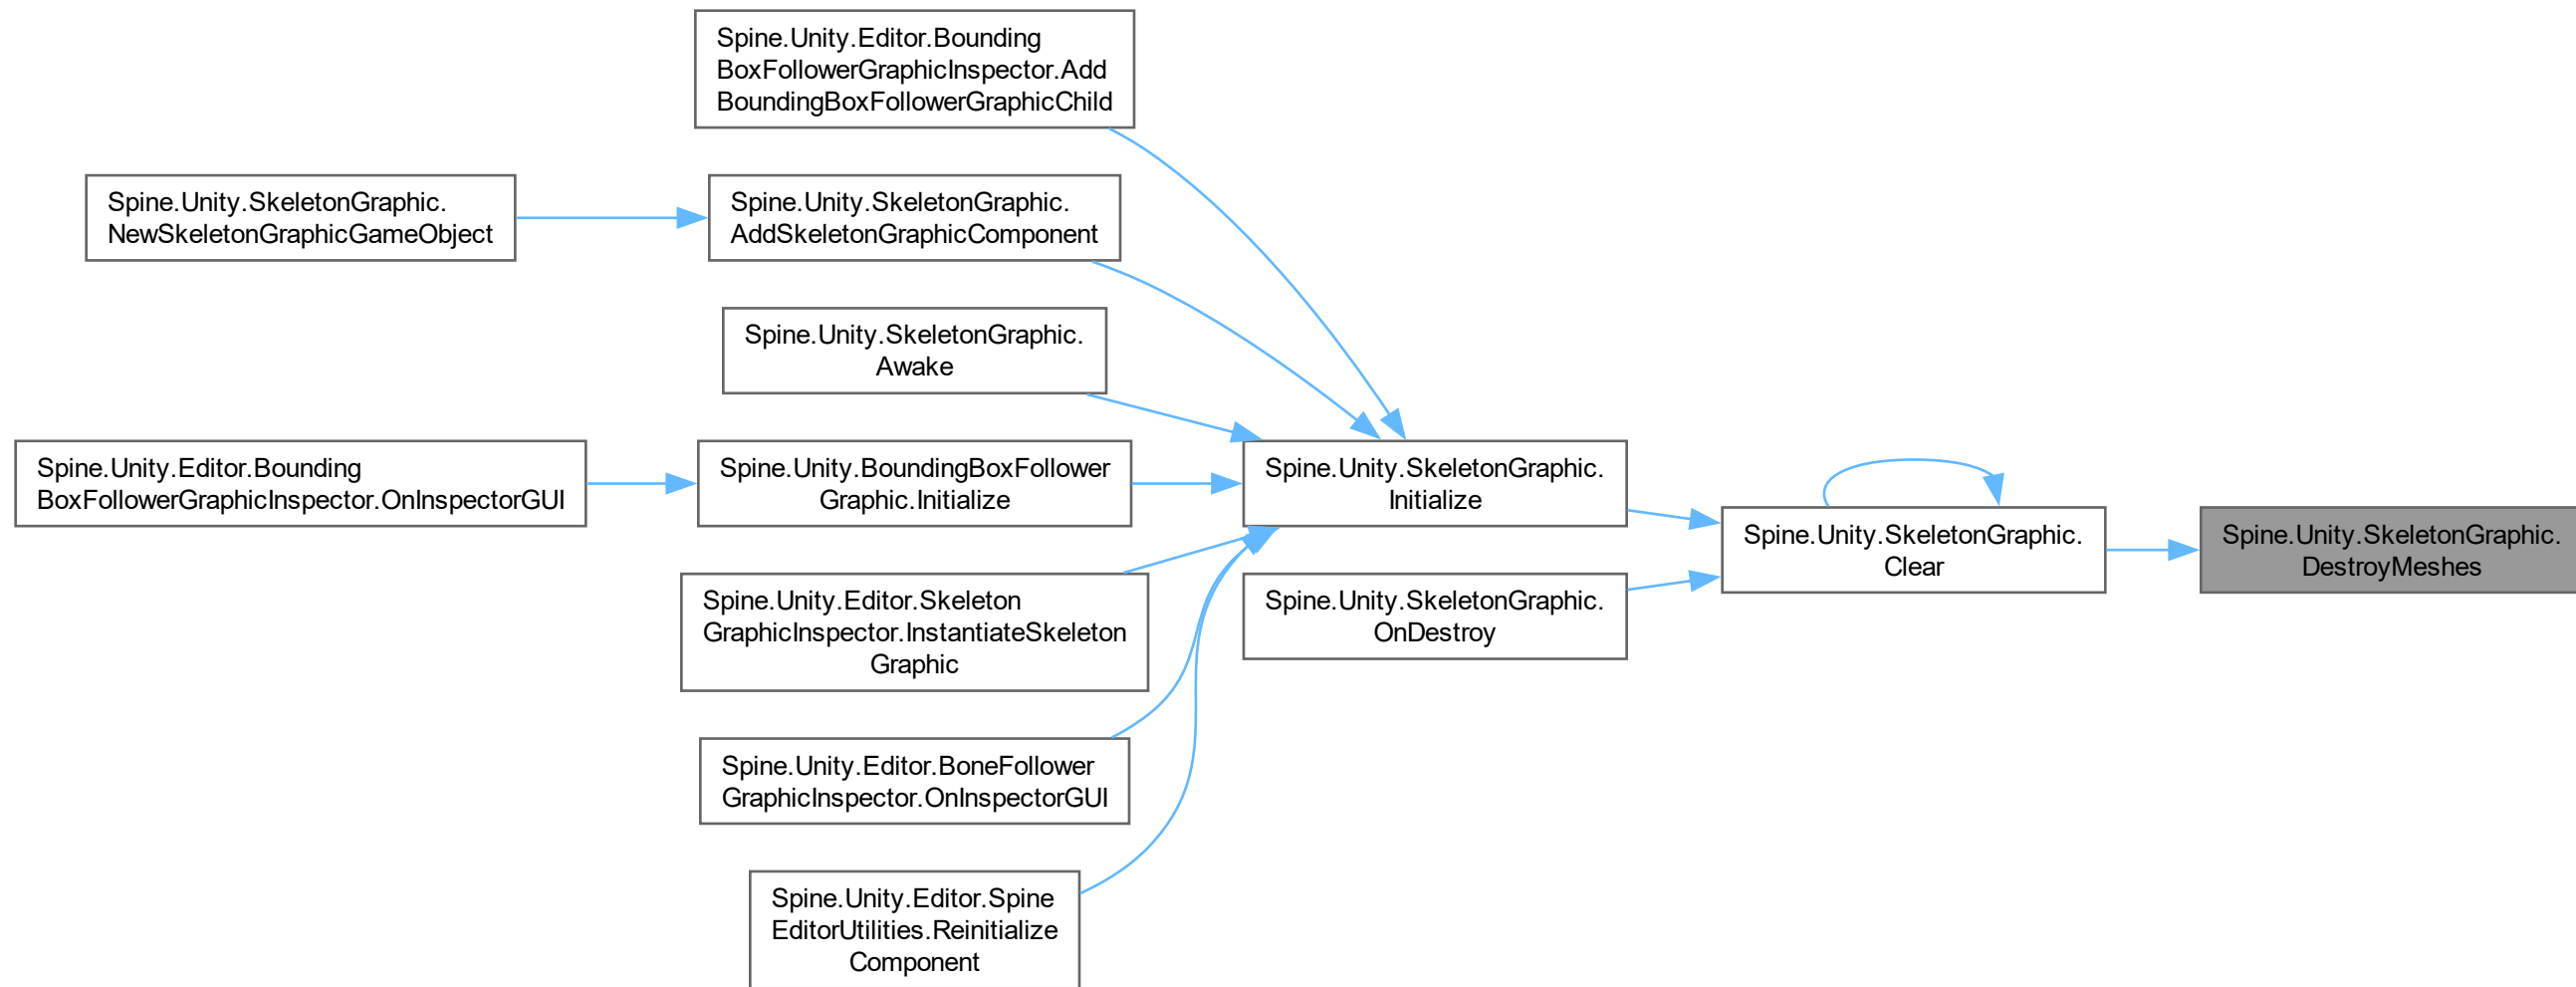 Spine.Unity.Editor.Bounding
BoxFollowerGraphicInspector.Add
BoundingBoxFollowerGraphicChild
Spine.Unity.SkeletonGraphic.
NewSkeletonGraphicGameObject
Spine.Unity.SkeletonGraphic.
AddSkeletonGraphicComponent
Spine.Unity.SkeletonGraphic.
Awake
Spine.Unity.Editor.Bounding
BoxFollowerGraphicInspector.OnInspectorGUI
Spine.Unity.BoundingBoxFollower
Graphic.Initialize
Spine.Unity.SkeletonGraphic.
Initialize
Spine.Unity.SkeletonGraphic.
Clear
Spine.Unity.SkeletonGraphic.
DestroyMeshes
Spine.Unity.Editor.Skeleton
GraphicInspector.InstantiateSkeleton
Graphic
Spine.Unity.SkeletonGraphic.
OnDestroy
Spine.Unity.Editor.BoneFollower
GraphicInspector.OnInspectorGUI
Spine.Unity.Editor.Spine
EditorUtilities.Reinitialize
Component